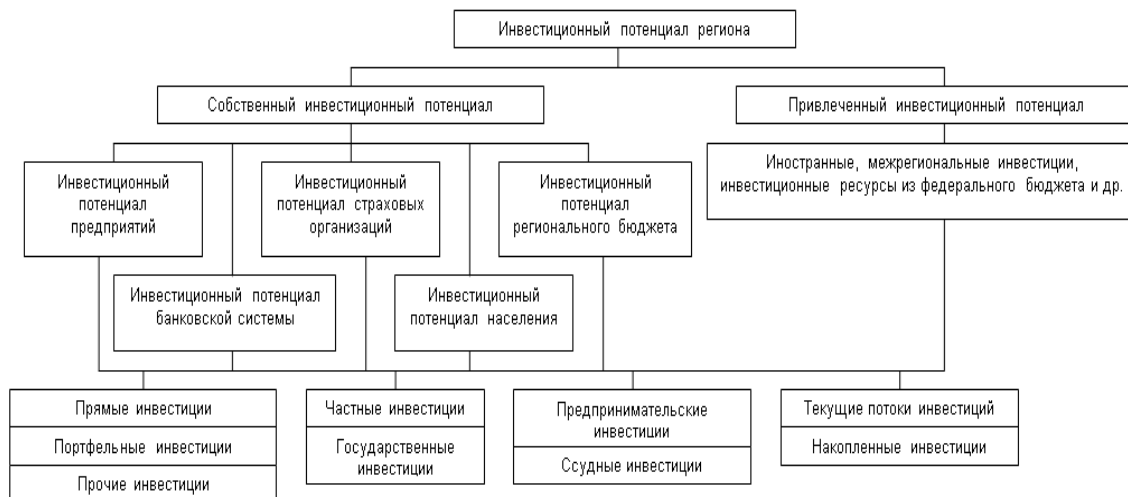 Инвестиционный потенциал региона
Собственный инвестиционный потенциал
Привлеченный инвестиционный потенциал
Инвестиционный
потенциал
предприятий
Инвестиционный
потенциал страховых
организаций
Инвестиционный
потенциал
регионального бюджета
Иностранные, межрегиональные инвестиции,
инвестиционные ресурсы из федерального бюджета и др.
Инвестиционный потенциал
банковской системы
Инвестиционный
потенциал населения
Прямые инвестиции
Портфельные инвестиции
Прочие инвестиции
Частные инвестиции
Государственные
инвестиции
Предпринимательские
инвестиции
Ссудные инвестиции
Текущие потоки инвестиций
Накопленные инвестиции